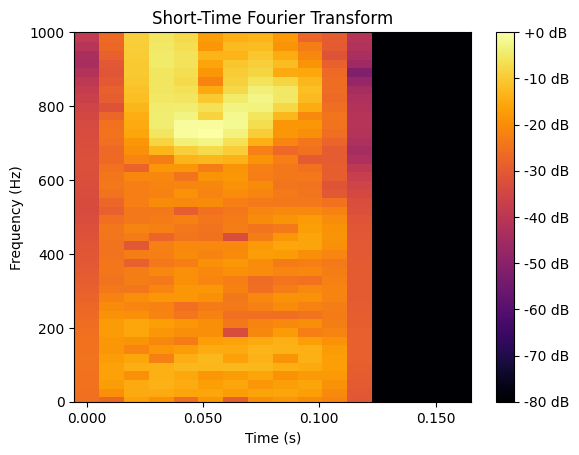 Short-Time Fourier Transform
Frequency (Hz)
1000
800
600
400
200
0
0.000
0.050
0.100
0.150
Time (s)
+0 dB
-10 dB
-20 dB
-30 dB
-40 dB
-50 dB
-60 dB
-70 dB
-80 dB